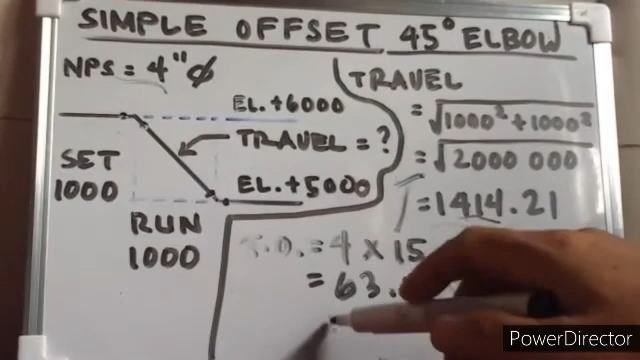 SIMPLE OFFSET 45° ELBOW
NPS = 4"ϕ
EL.+6000
TRAVEL = ?
SET
1000
EL.+5000
RUN
1000
TRAVEL
= √1000² + 1000²
= √2000 000
= 1414.21
T.O. = 4 X 15
= 63.
PowerDirector